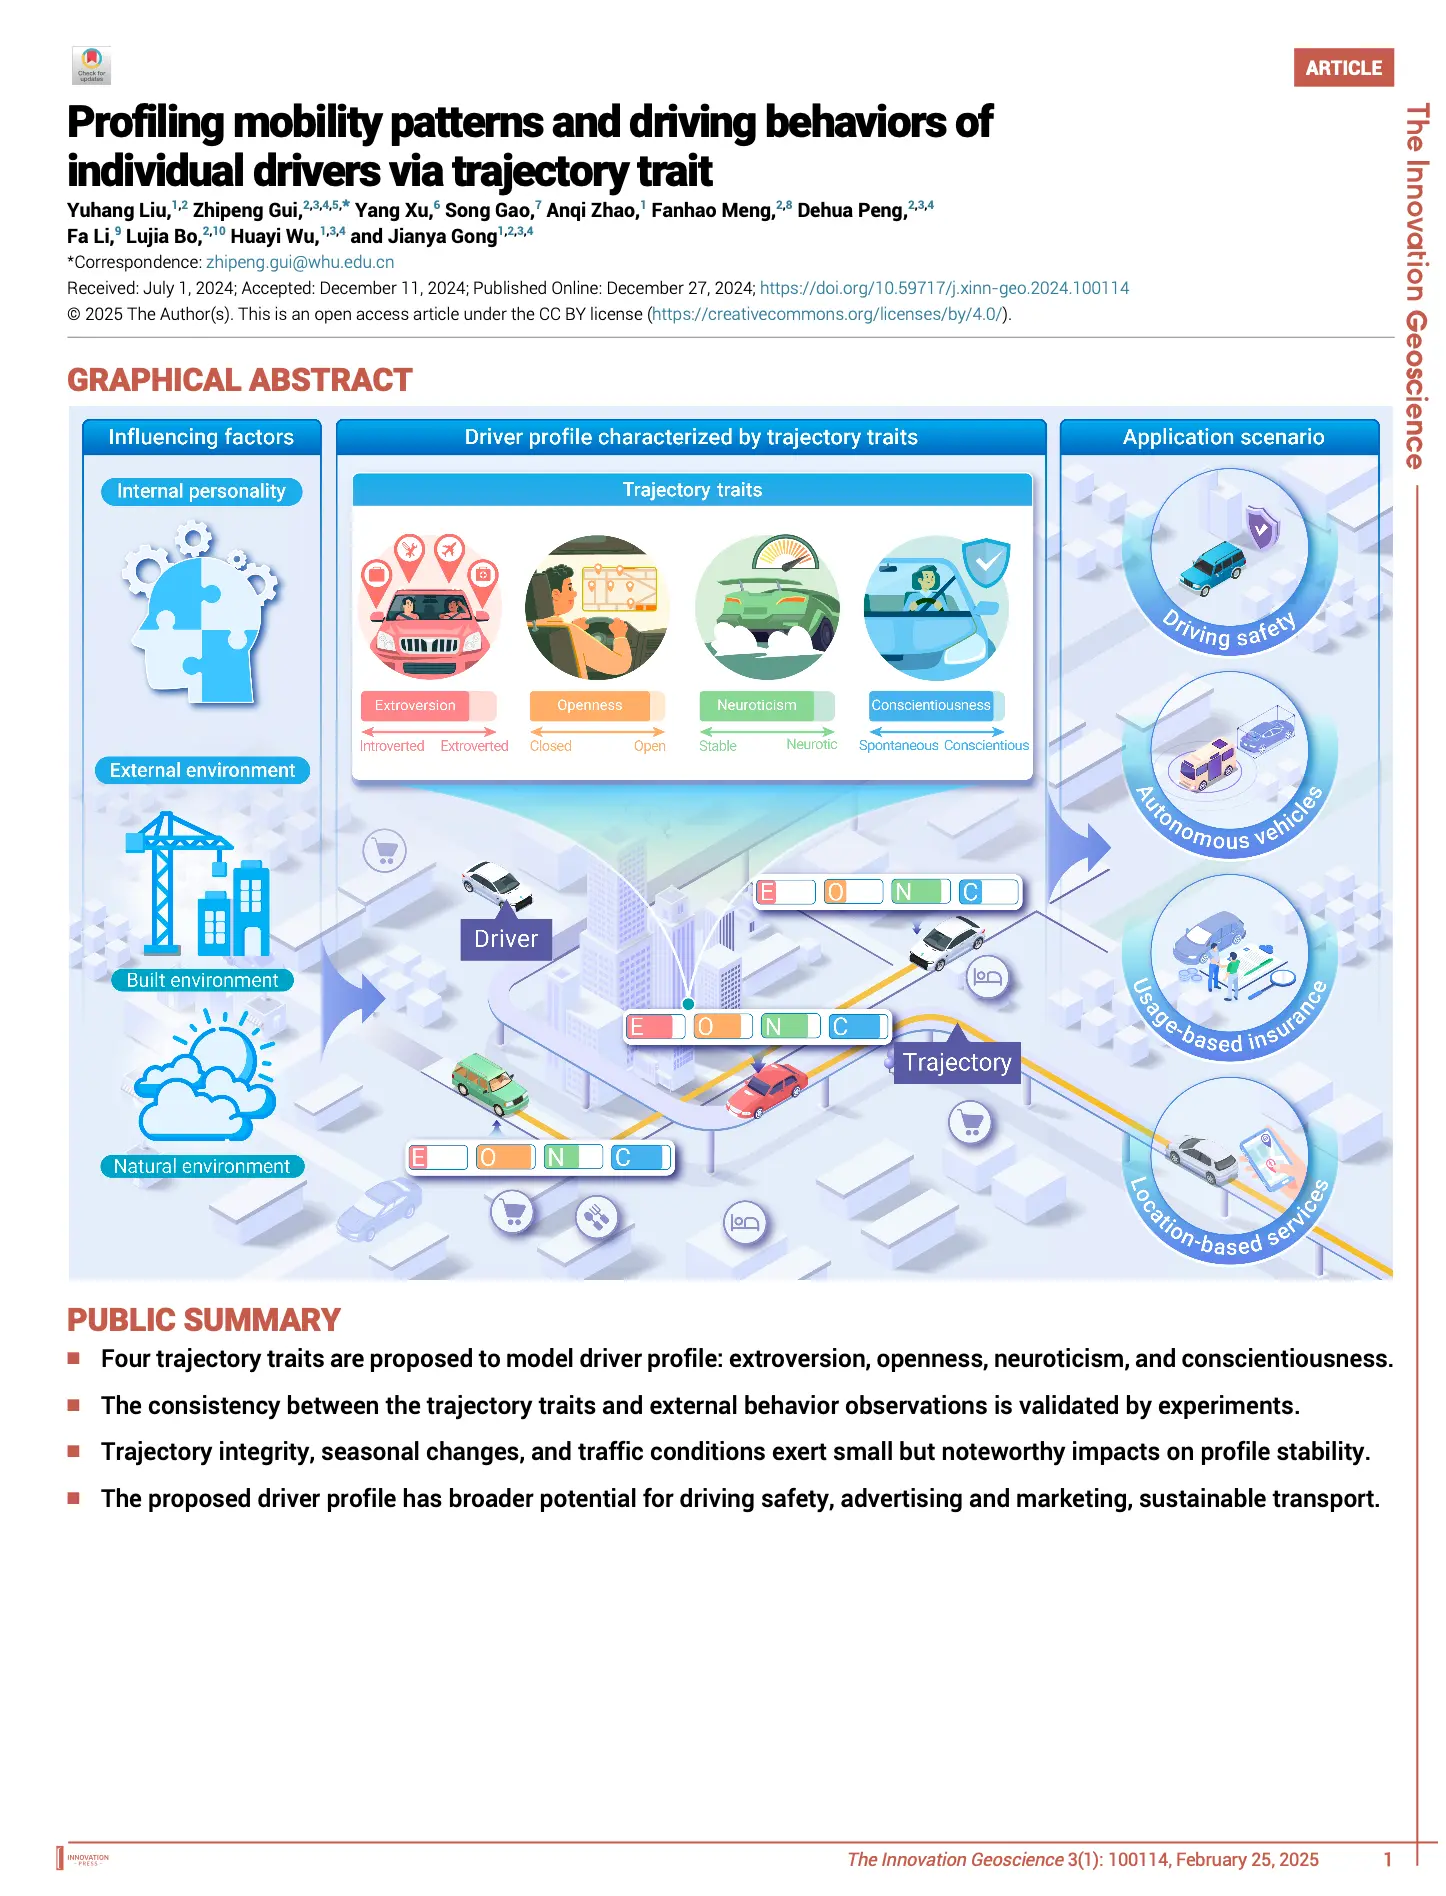 Check for
updates
ARTICLE
Profiling mobility patterns and driving behaviors of
individual drivers via trajectory trait
Yuhang Liu,1,2 Zhipeng Gui,2,3,4,5,* Yang Xu,6 Song Gao,7 Anqi Zhao,1 Fanhao Meng,2,8 Dehua Peng,2,3,4
Fa Li,9 Lujia Bo,2,10 Huayi Wu,1,3,4 and Jianya Gong1,2,3,4
*Correspondence: zhipeng.gui@whu.edu.cn
Received: July 1, 2024; Accepted: December 11, 2024; Published Online: December 27, 2024; https://doi.org/10.59717/j.xinn-geo.2024.100114
© 2025 The Author(s). This is an open access article under the CC BY license (https://creativecommons.org/licenses/by/4.0/).
The Innovation Geoscience
GRAPHICAL ABSTRACT
Influencing factors
Internal personality
External environment
Built environment
Natural environment
Driver profile characterized by trajectory traits
Trajectory traits
Extroversion
Openness
Neuroticism
Conscientiousness
Introverted Extroverted
Closed Open
Stable Neurotic
Spontaneous Conscientious
E O N C
Driver
E O N C
Trajectory
E O N C
Application scenario
Driving safety
Autonomous vehicles
Usage-based insurance
Location-based services
PUBLIC SUMMARY
■ Four trajectory traits are proposed to model driver profile: extroversion, openness, neuroticism, and conscientiousness.
■ The consistency between the trajectory traits and external behavior observations is validated by experiments.
■ Trajectory integrity, seasonal changes, and traffic conditions exert small but noteworthy impacts on profile stability.
■ The proposed driver profile has broader potential for driving safety, advertising and marketing, sustainable transport.
INNOVATION
· PRESS ·
The Innovation Geoscience 3(1): 100114, February 25, 2025 1